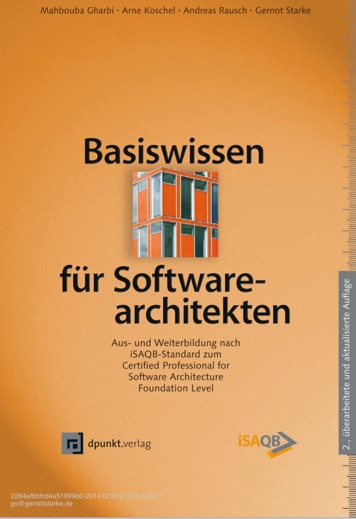 Mahbouba Gharbi · Arne Koschel · Andreas Rausch · Gernot Starke
Basiswissen
für Software-
architekten
Aus- und Weiterbildung nach
iSAQB-Standard zum
Certified Professional for
Software Architecture
Foundation Level
2., überarbeitete und aktualisierte Auflage
dpunkt.verlag
iSAQB
gs@gernotstarke.de